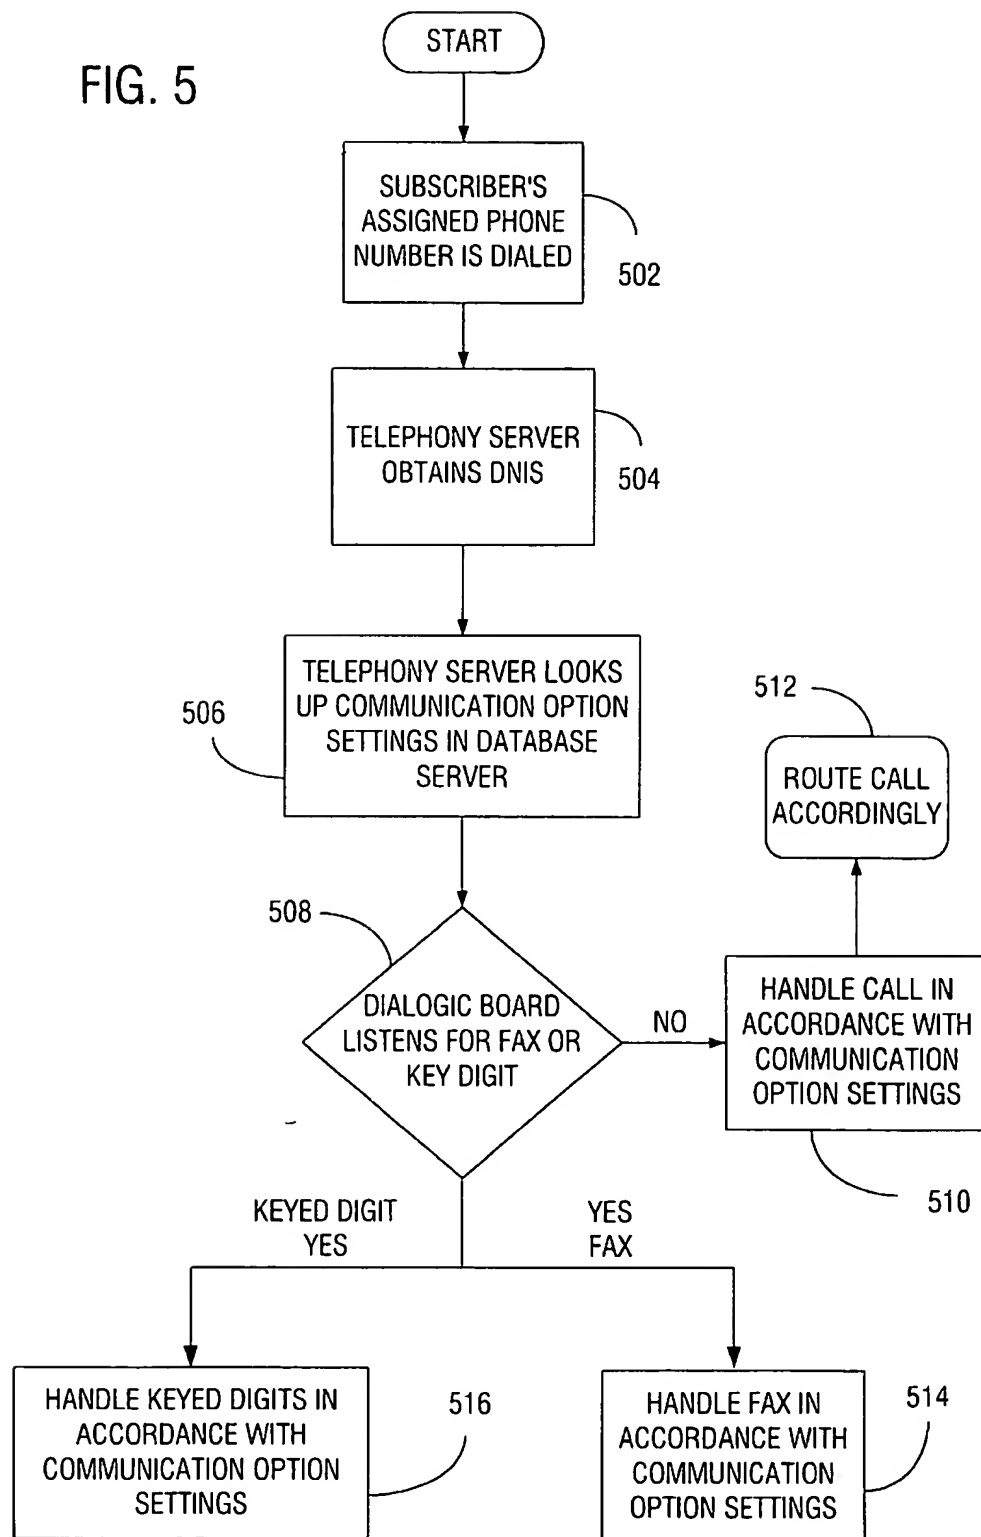 START
FIG. 5
SUBSCRIBER'S
ASSIGNED PHONE
NUMBER IS DIALED
502
TELEPHONY SERVER
OBTAINS DNIS
504
TELEPHONY SERVER LOOKS
UP COMMUNICATION OPTION
SETTINGS IN DATABASE
SERVER
506
512
ROUTE CALL
ACCORDINGLY
508
DIALOGIC BOARD
LISTENS FOR FAX OR
KEY DIGIT
NO
HANDLE CALL IN
ACCORDANCE WITH
COMMUNICATION
OPTION SETTINGS
510
KEYED DIGIT
YES
YES
FAX
HANDLE KEYED DIGITS IN
ACCORDANCE WITH
COMMUNICATION OPTION
SETTINGS
516
HANDLE FAX IN
ACCORDANCE WITH
COMMUNICATION
OPTION SETTINGS
514